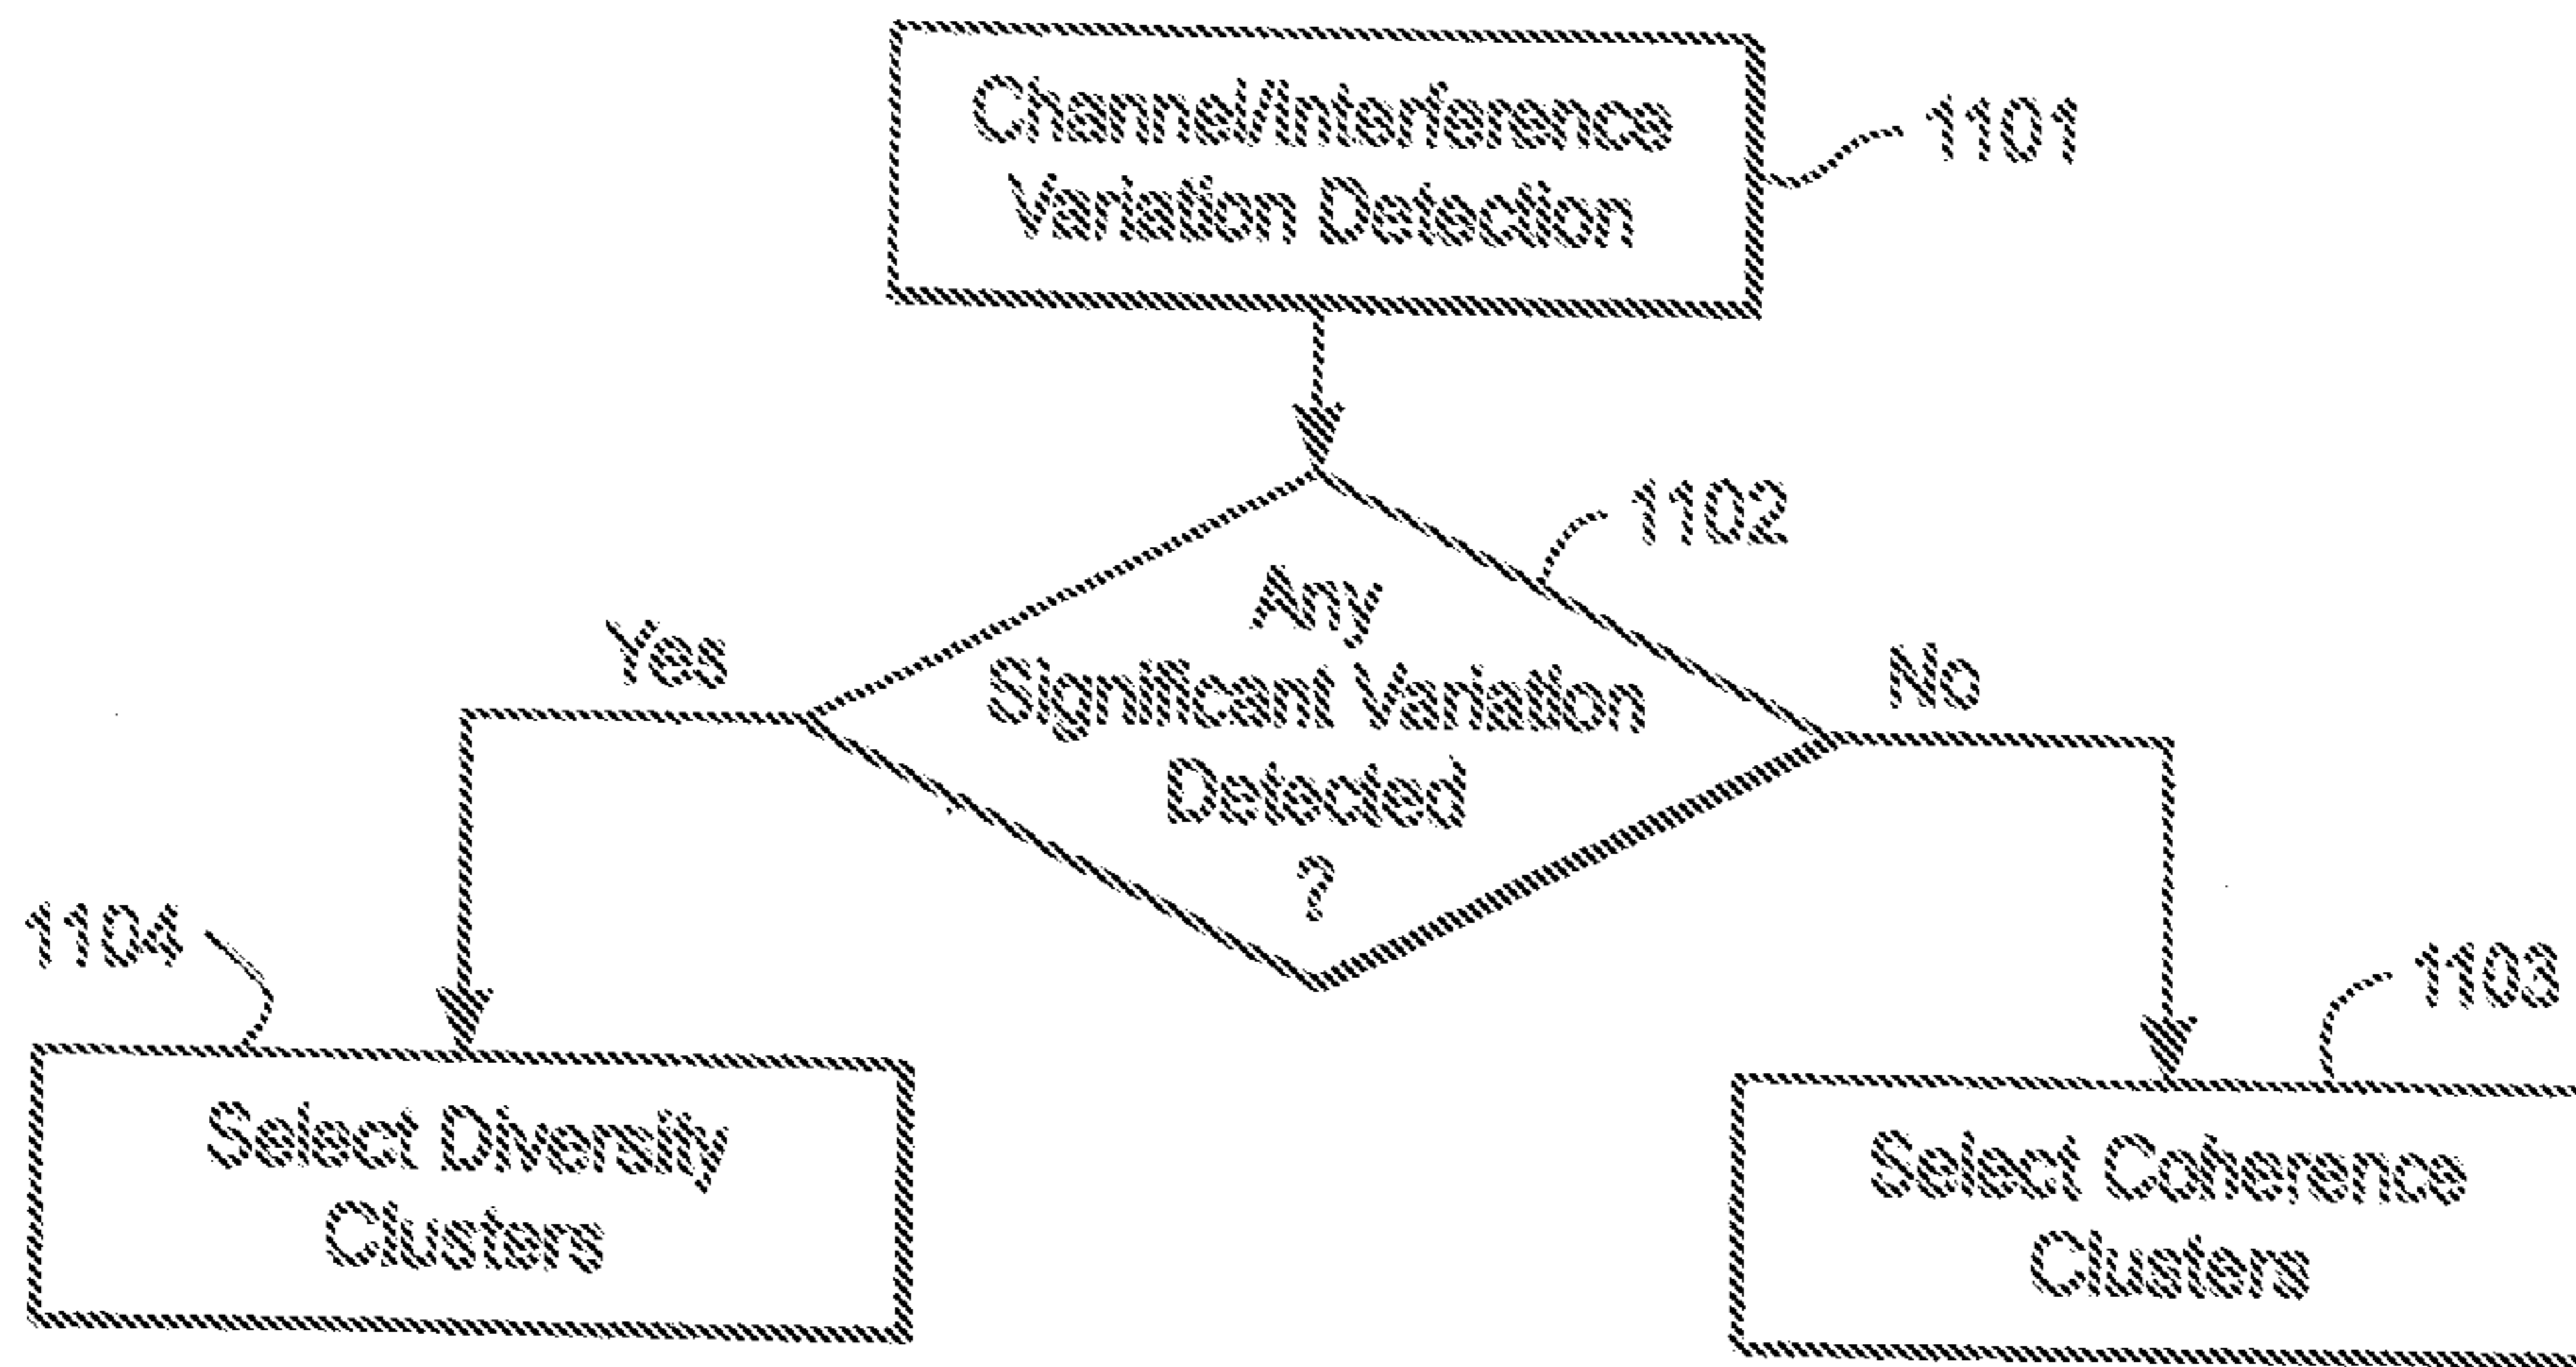 Channel/Interference
Variation Detection
1101
1102
Any
Significant Variation
Detected
?
Yes
No
1104
1103
Select Diversity
Clusters
Select Coherence
Clusters